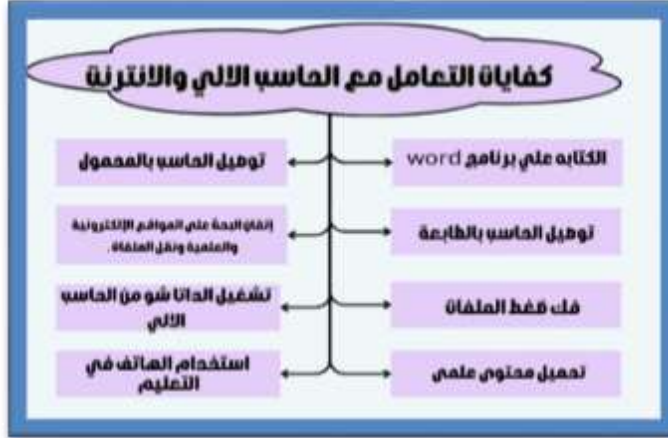 كفايات التعامل مع الحاسب الالي والانترنت
الكتابه علي برنامج word
توصيل الحاسب بالمحمول
توصيل الحاسب بالطابعة
إتقان البحث على المواقع الإلكترونية
والعلمية ونقل الملفات .
فك ضغط الملفات
تشغيل الداتا شو من الحاسب
الالي
تحميل محتوى علمى
استخدام الهاتف في
التعليم